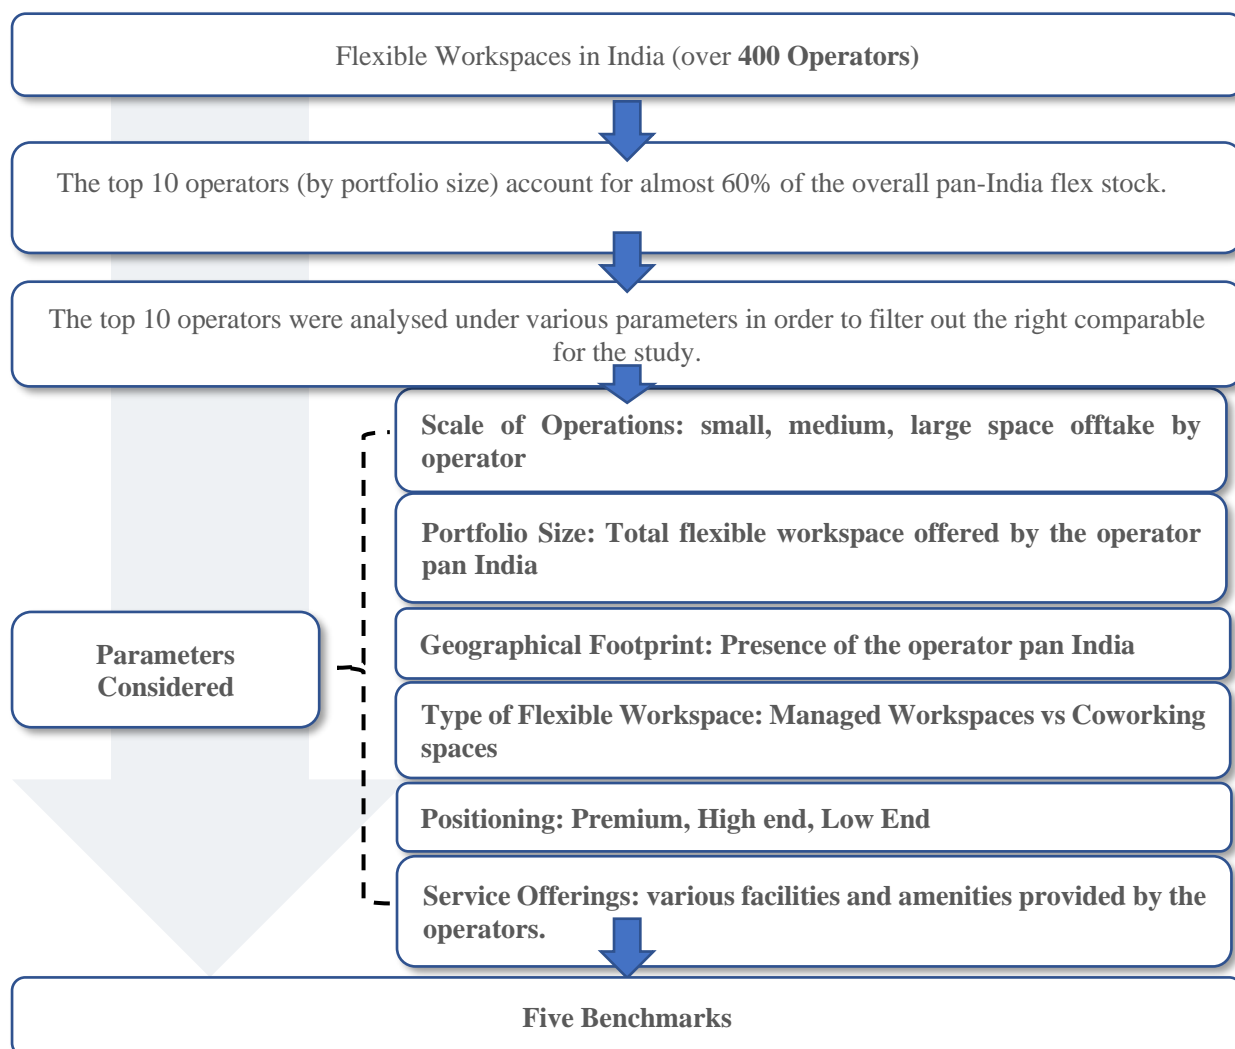 Flexible Workspaces in India (over 400 Operators)
The top 10 operators (by portfolio size) account for almost 60% of the overall pan-India flex stock.
The top 10 operators were analysed under various parameters in order to filter out the right comparable
for the study.
Scale of Operations: small, medium, large space offtake by
operator
Portfolio Size: Total flexible workspace offered by the operator
pan India
Parameters
Considered
Geographical Footprint: Presence of the operator pan India
Type of Flexible Workspace: Managed Workspaces vs Coworking
spaces
Positioning: Premium, High end, Low End
Service Offerings: various facilities and amenities provided by the
operators.
Five Benchmarks